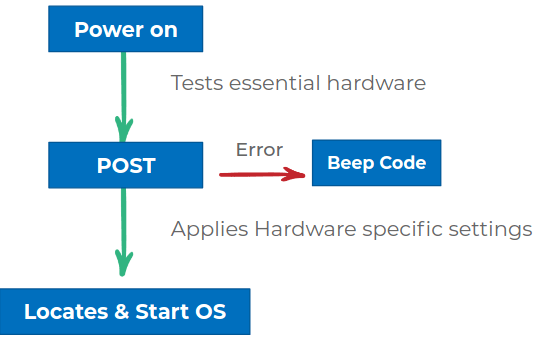 Power on
Tests essential hardware
POST
Error
Beep Code
Applies Hardware specific settings
Locates & Start OS